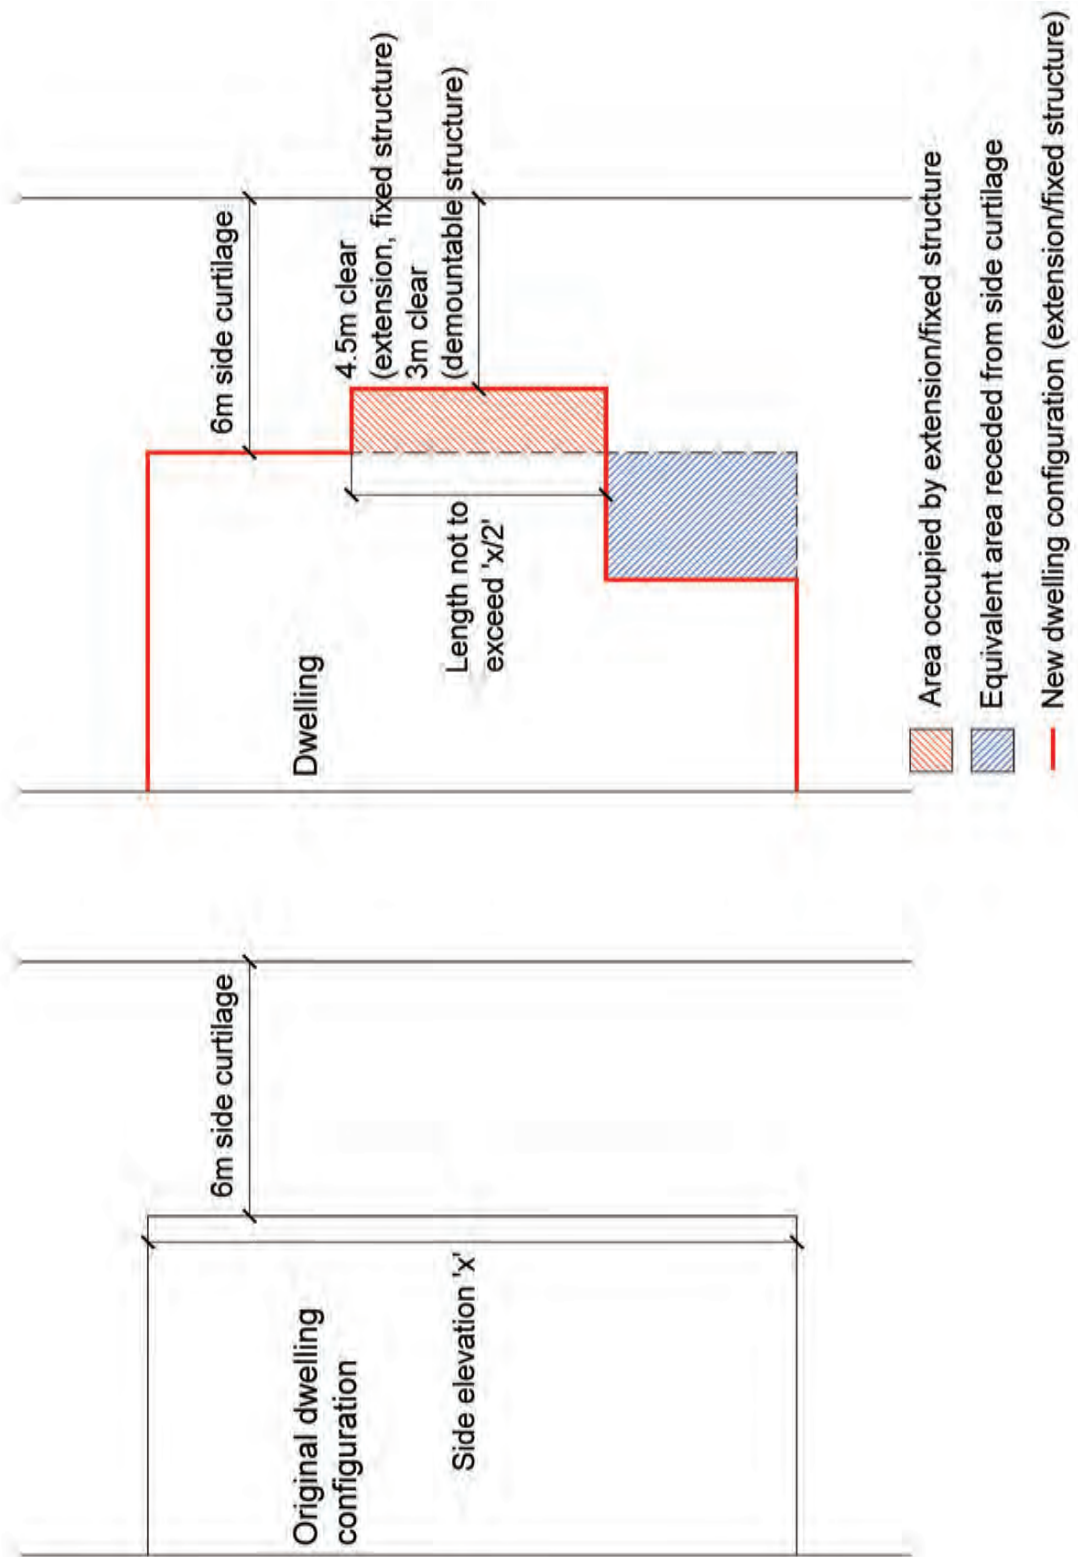 Original dwelling
configuration
Side elevation 'x'
6m side curtilage
Dwelling
Length not to
exceed 'x/2'
6m side curtilage
4.5m clear
(extension, fixed structure)
3m clear
(demountable structure)
Area occupied by extension/fixed structure
Equivalent area receded from side curtilage
New dwelling configuration (extension/fixed structure)